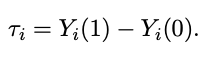 τᵢ = Yᵢ(1) − Yᵢ(0).